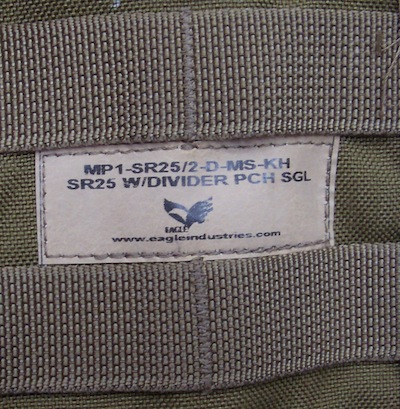 MP1-SR25/2-D-MS-KH
SR25 W/DIVIDER PCH SGL
EAGLE
www.eagleindustries.com